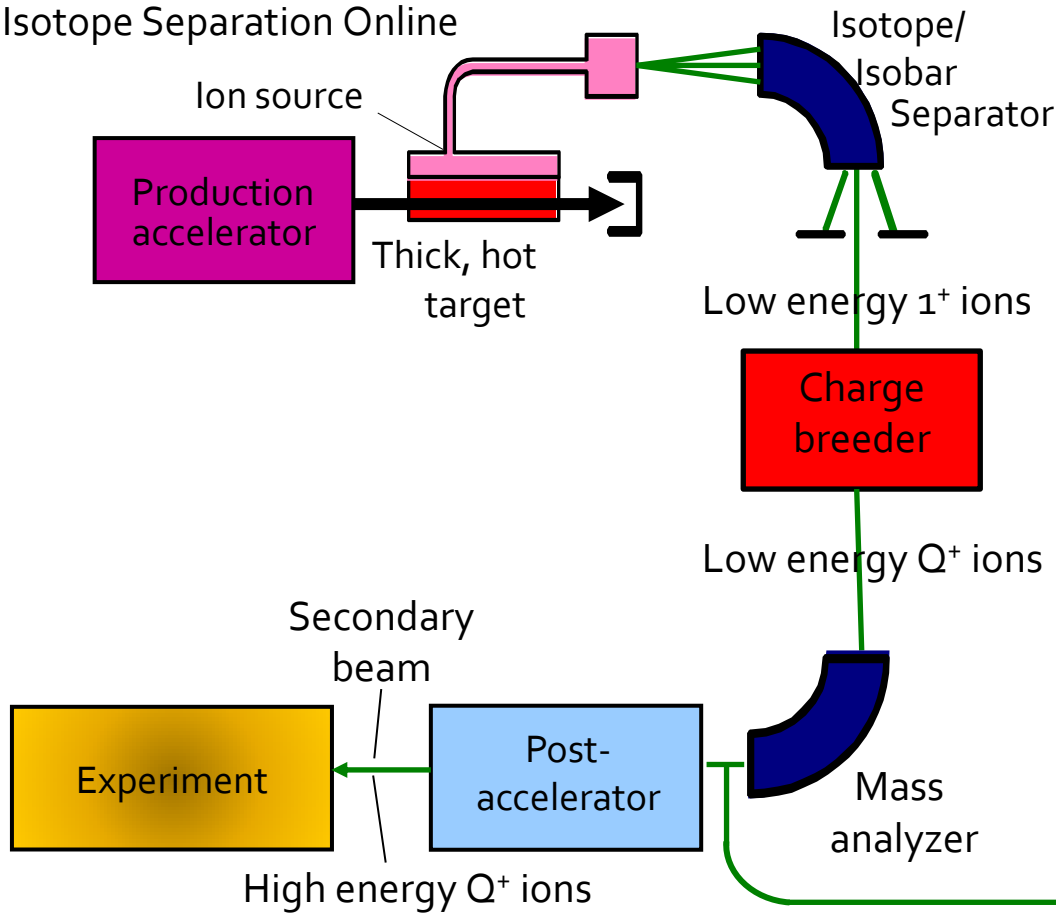 Isotope Separation Online
Ion source
Isotope/
Isobar
Separator
Production
accelerator
Thick, hot
target
Low energy 1⁺ ions
Charge
breeder
Low energy Q⁺ ions
Secondary
beam
Experiment
Post-
accelerator
Mass
analyzer
High energy Q⁺ ions